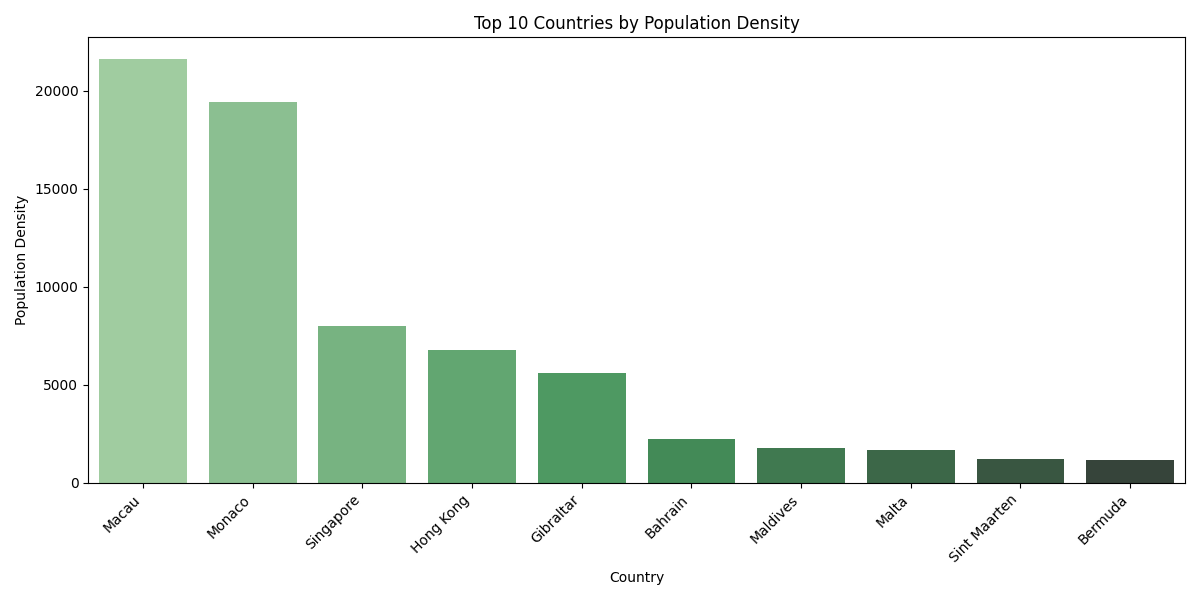 Top 10 Countries by Population Density
Population Density
20000
15000
10000
5000
0
Macau
Monaco
Singapore
Hong Kong
Gibraltar
Bahrain
Maldives
Malta
Sint Maarten
Bermuda
Country